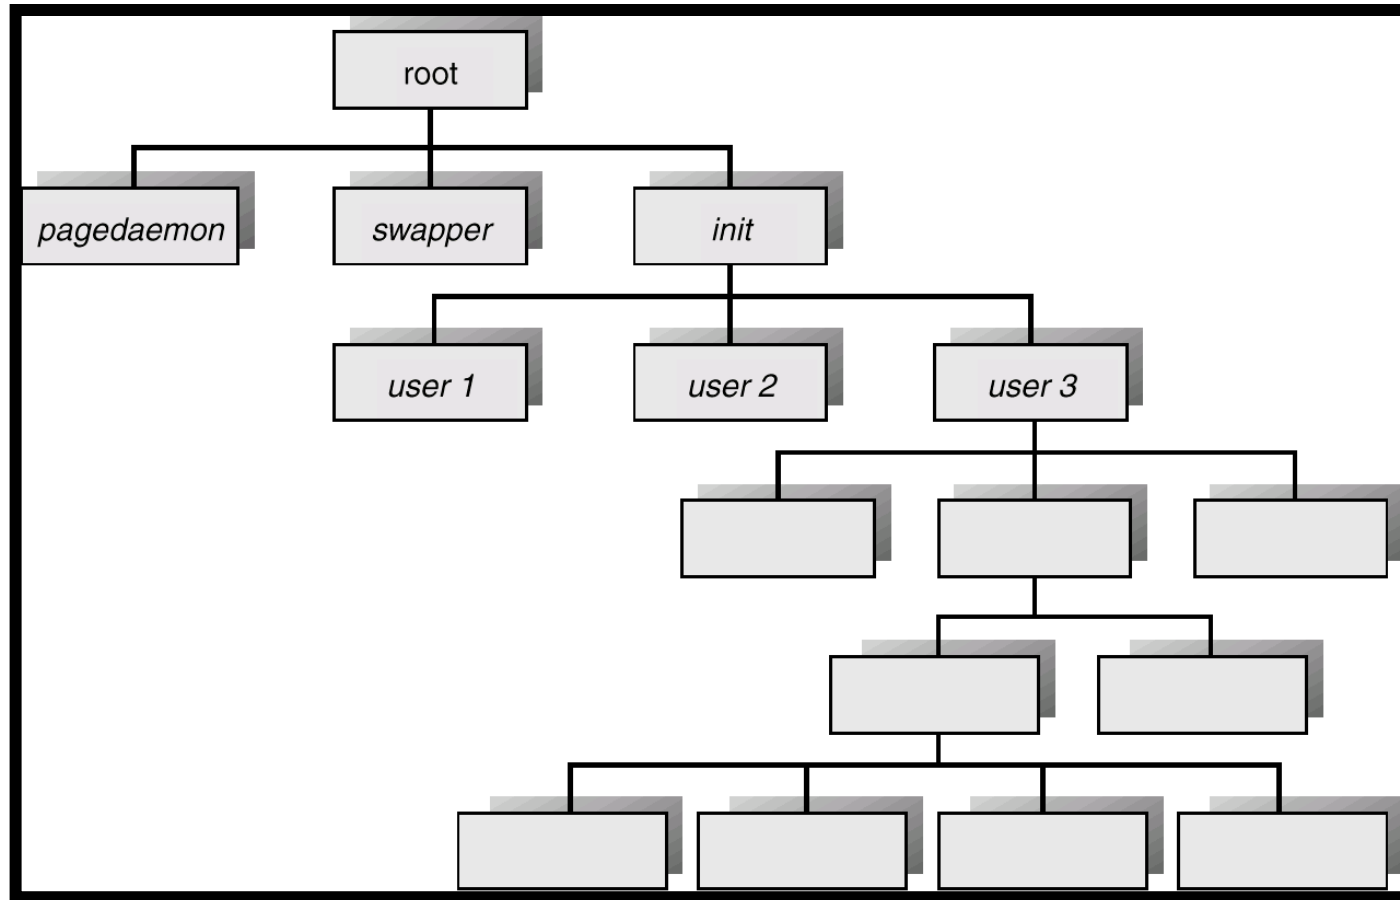 root
pagedaemon
swapper
init
user 1
user 2
user 3